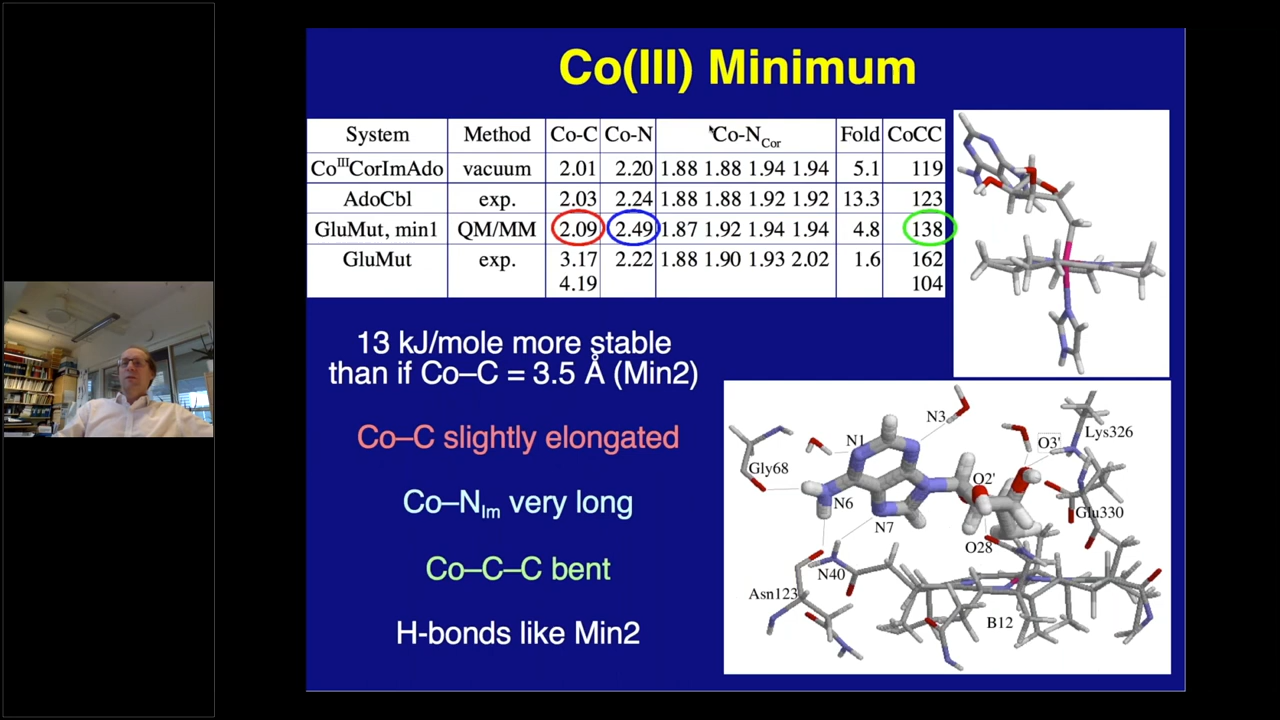 Co(III) Minimum
System Method Co-C Co-N Co-NCor Fold CoCC
CoIIICorImAdo vacuum 2.01 2.20 1.88 1.88 1.94 1.94 5.1 119
AdoCbl exp. 2.03 2.24 1.88 1.88 1.92 1.92 13.3 123
GluMut, min1 QM/MM 2.09 2.49 1.87 1.92 1.94 1.94 4.8 138
GluMut exp. 3.17 2.22 1.88 1.90 1.93 2.02 1.6 162
4.19 104
13 kJ/mole more stable
than if Co–C = 3.5 Å (Min2)
Co–C slightly elongated
Co–NIm very long
Co–C–C bent
H-bonds like Min2
N3
O3'
Lys326
N1
Gly68
O2'
N6
Glu330
N7
O28
N40
Asn123
B12